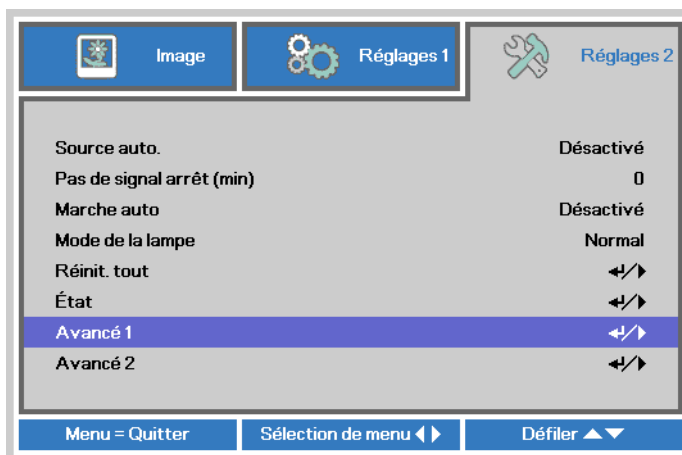 Image Réglages 1 Réglages 2
Source auto. Désactivé
Pas de signal arrêt (min) 0
Marche auto Désactivé
Mode de la lampe Normal
Réinit. tout
État
Avancé 1
Avancé 2
Menu = Quitter Sélection de menu Défiler